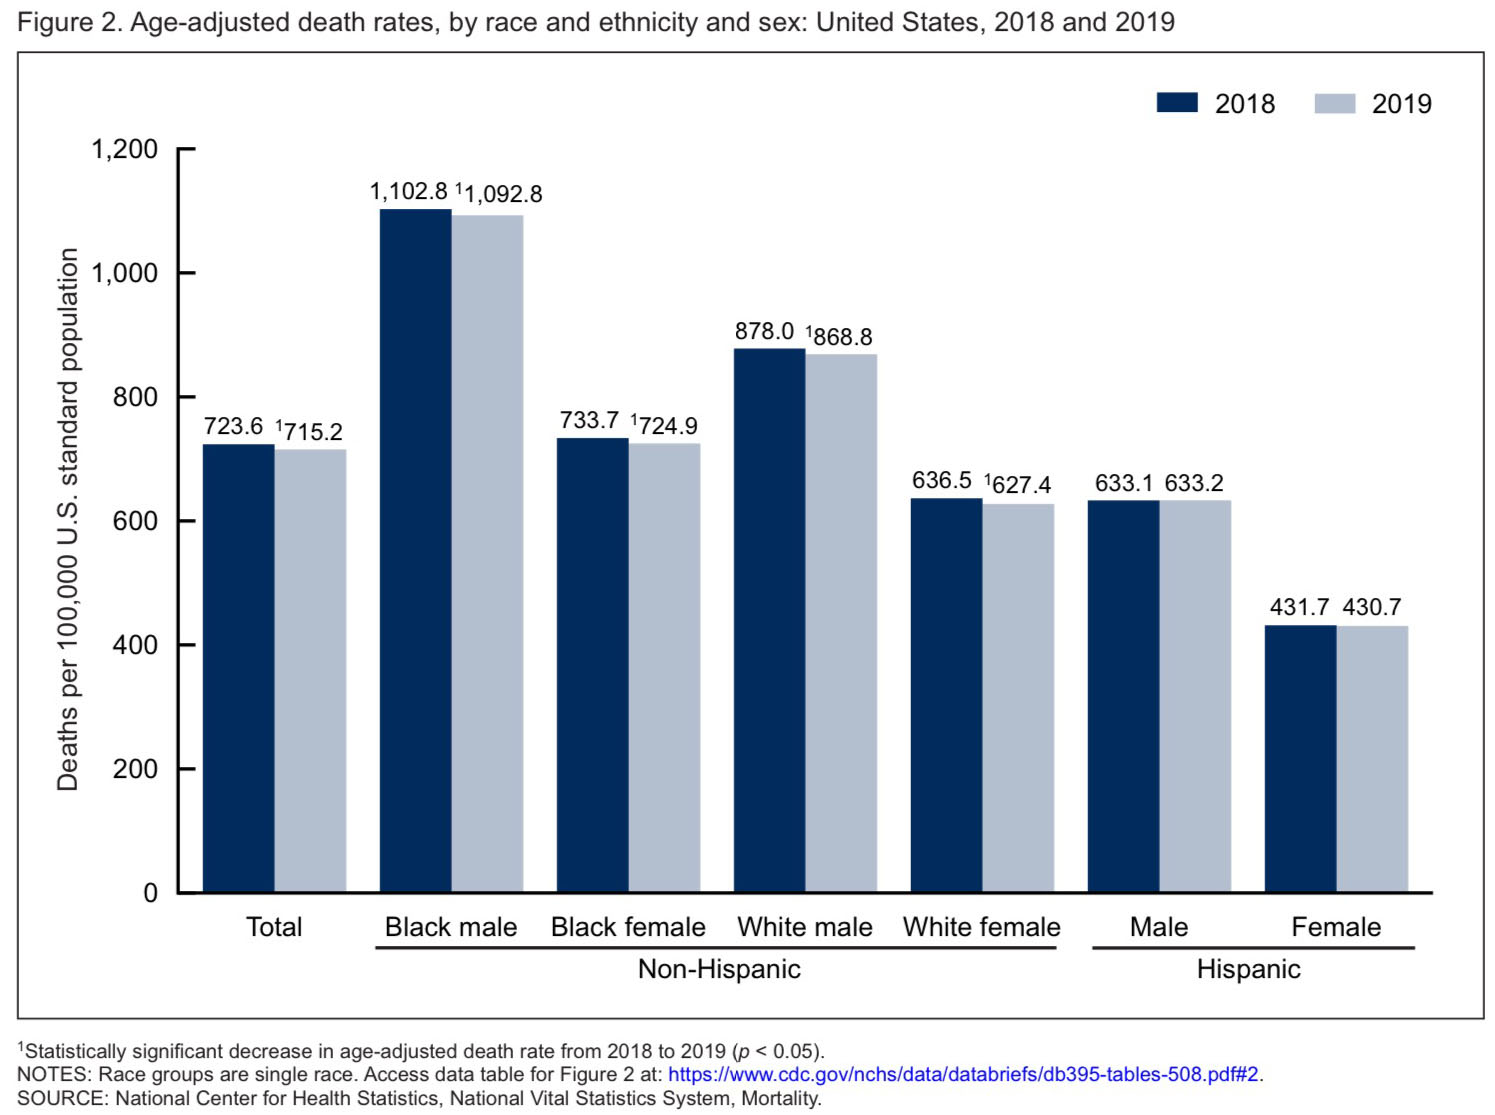 Figure 2. Age-adjusted death rates, by race and ethnicity and sex: United States, 2018 and 2019
2018 2019
Deaths per 100,000 U.S. standard population
1,200
1,000
800
600
400
200
0
723.6 ¹715.2
1,102.8 ¹1,092.8
733.7 ¹724.9
878.0 ¹868.8
636.5 ¹627.4
633.1 633.2
431.7 430.7
Total Black male Black female White male White female Male Female
Non-Hispanic Hispanic
¹Statistically significant decrease in age-adjusted death rate from 2018 to 2019 (p < 0.05).
NOTES: Race groups are single race. Access data table for Figure 2 at: https://www.cdc.gov/nchs/data/databriefs/db395-tables-508.pdf#2.
SOURCE: National Center for Health Statistics, National Vital Statistics System, Mortality.